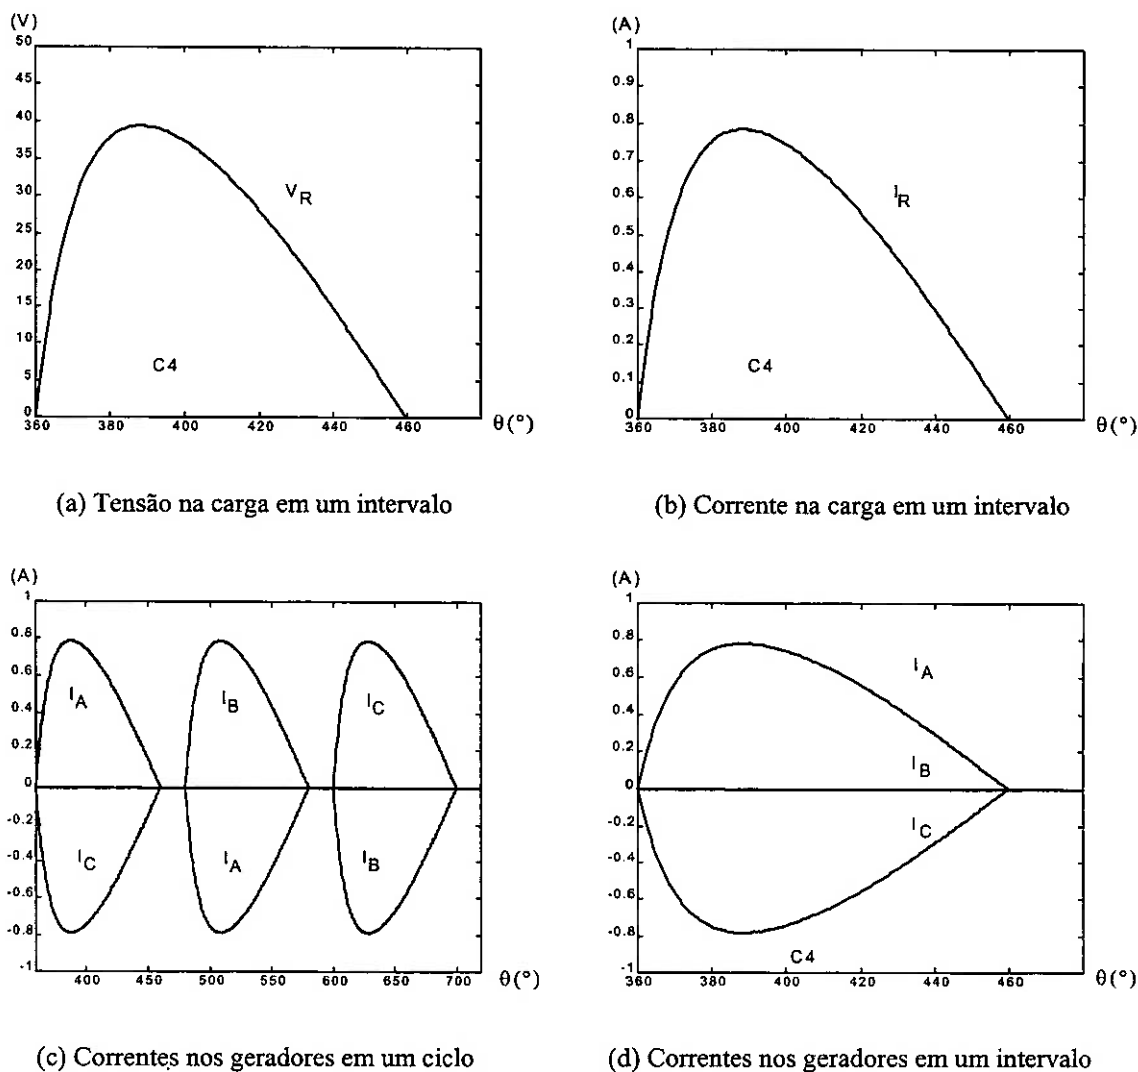 (V)
50
45
40
35
30
25
20
15
10
5
0
V_R
C4
360 380 400 420 440 460 θ(°)
(a) Tensão na carga em um intervalo
(A)
1
0.9
0.8
0.7
0.6
0.5
0.4
0.3
0.2
0.1
0
I_R
C4
360 380 400 420 440 460 θ(°)
(b) Corrente na carga em um intervalo
(A)
1
0.8
0.6
0.4
0.2
0
-0.2
-0.4
-0.6
-0.8
-1
I_A I_B I_C
I_C I_A I_B
400 450 500 550 600 650 700 θ(°)
(c) Correntes nos geradores em um ciclo
(A)
1
0.8
0.6
0.4
0.2
0
-0.2
-0.4
-0.6
-0.8
-1
I_A
I_B
I_C
C4
360 380 400 420 440 460 θ(°)
(d) Correntes nos geradores em um intervalo